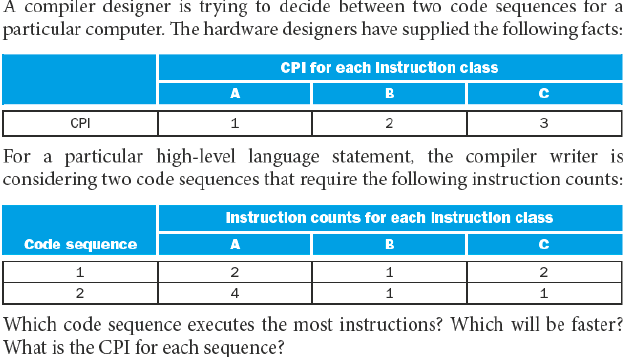 A compiler designer is trying to decide between two code sequences for a
particular computer. The hardware designers have supplied the following facts:
CPI for each instruction class
A B C
CPI 1 2 3
For a particular high-level language statement, the compiler writer is
considering two code sequences that require the following instruction counts:
Instruction counts for each instruction class
Code sequence A B C
1 2 1 2
2 4 1 1
Which code sequence executes the most instructions? Which will be faster?
What is the CPI for each sequence?